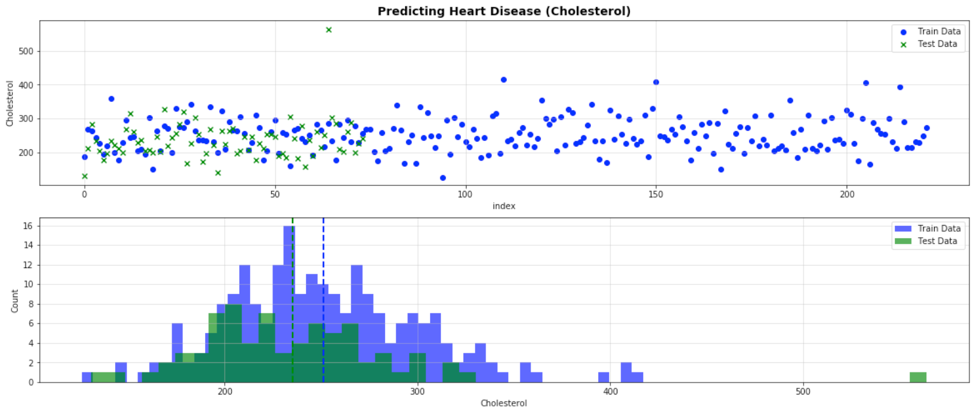 Predicting Heart Disease (Cholesterol)
Train Data
Test Data
500
400
300
200
Cholesterol
0
50
100
150
200
index
Train Data
Test Data
16
14
12
10
8
6
4
2
0
Count
200
300
400
500
Cholesterol